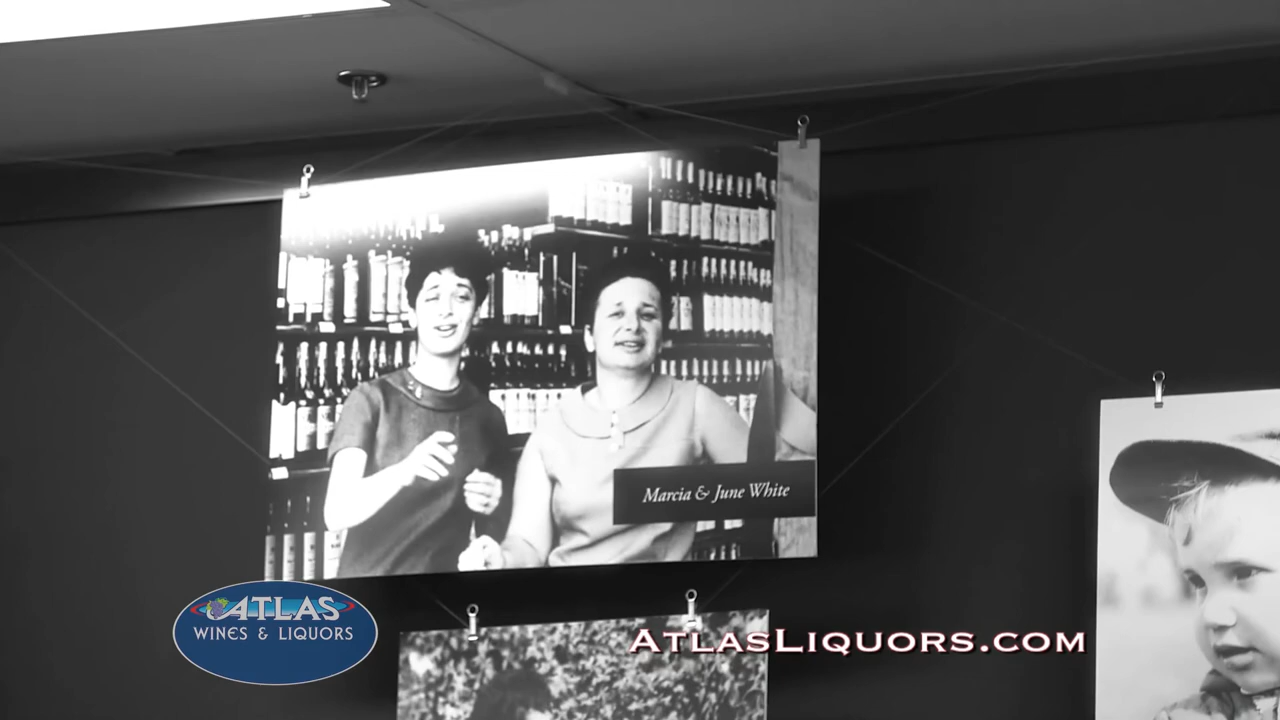 Marcia & June White
ATLAS
WINES & LIQUORS
ATLASLIQUORS.COM